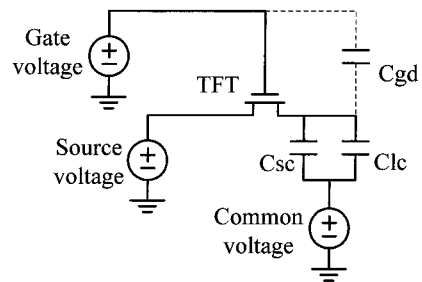 Gate
voltage
Cgd
TFT
Source
voltage
Csc
Clc
Common
voltage